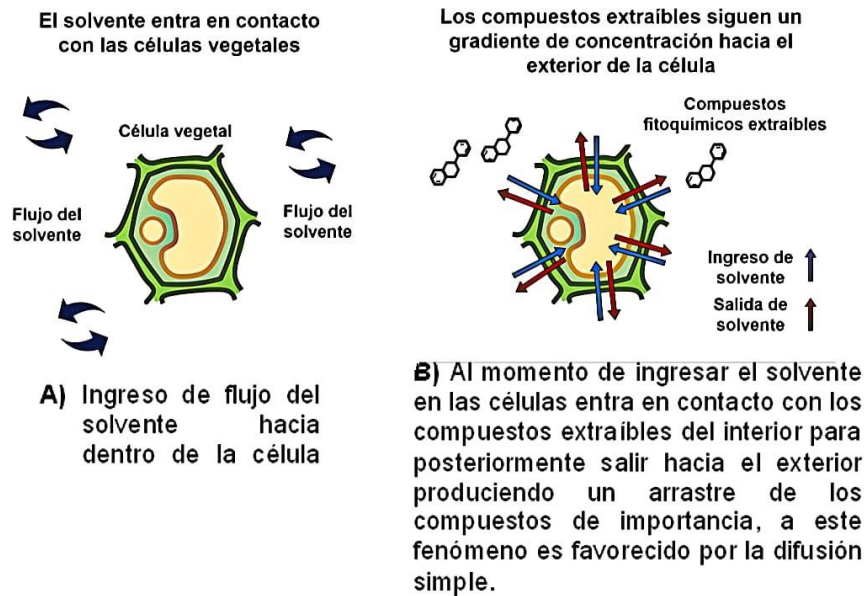 El solvente entra en contacto
con las células vegetales
Célula vegetal
Flujo del
solvente
Flujo del
solvente
A) Ingreso de flujo del
solvente hacia
dentro de la célula
Los compuestos extraíbles siguen un
gradiente de concentración hacia el
exterior de la célula
Compuestos
fitoquímicos extraíbles
Ingreso de
solvente
Salida de
solvente
B) Al momento de ingresar el solvente
en las células entra en contacto con los
compuestos extraíbles del interior para
posteriormente salir hacia el exterior
produciendo un arrastre de los
compuestos de importancia, a este
fenómeno es favorecido por la difusión
simple.